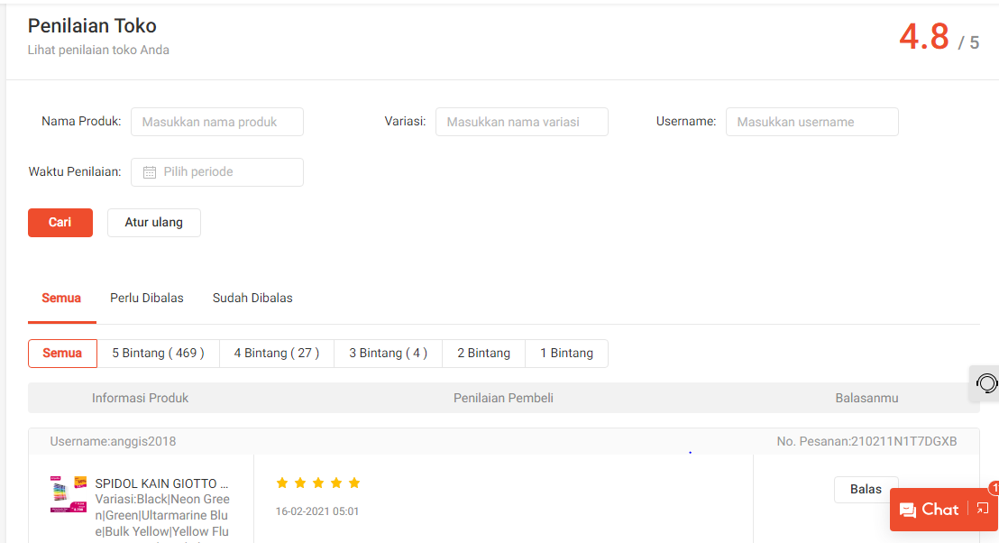 Penilaian Toko
Lihat penilaian toko Anda
4.8 / 5
Nama Produk: Masukkan nama produk
Variasi: Masukkan nama variasi
Username: Masukkan username
Waktu Penilaian: Pilih periode
Cari
Atur ulang
Semua
Perlu Dibalas
Sudah Dibalas
Semua
5 Bintang ( 469 )
4 Bintang ( 27 )
3 Bintang ( 4 )
2 Bintang
1 Bintang
Informasi Produk
Penilaian Pembeli
Balasanmu
Username:anggis2018
No. Pesanan:210211N1T7DGXB
SPIDOL KAIN GIOTTO ...
Variasi:Black|Neon Gree
n|Green|Ultarmarine Blu
e|Bulk Yellow|Yellow Flu
16-02-2021 05:01
Balas
Chat
1